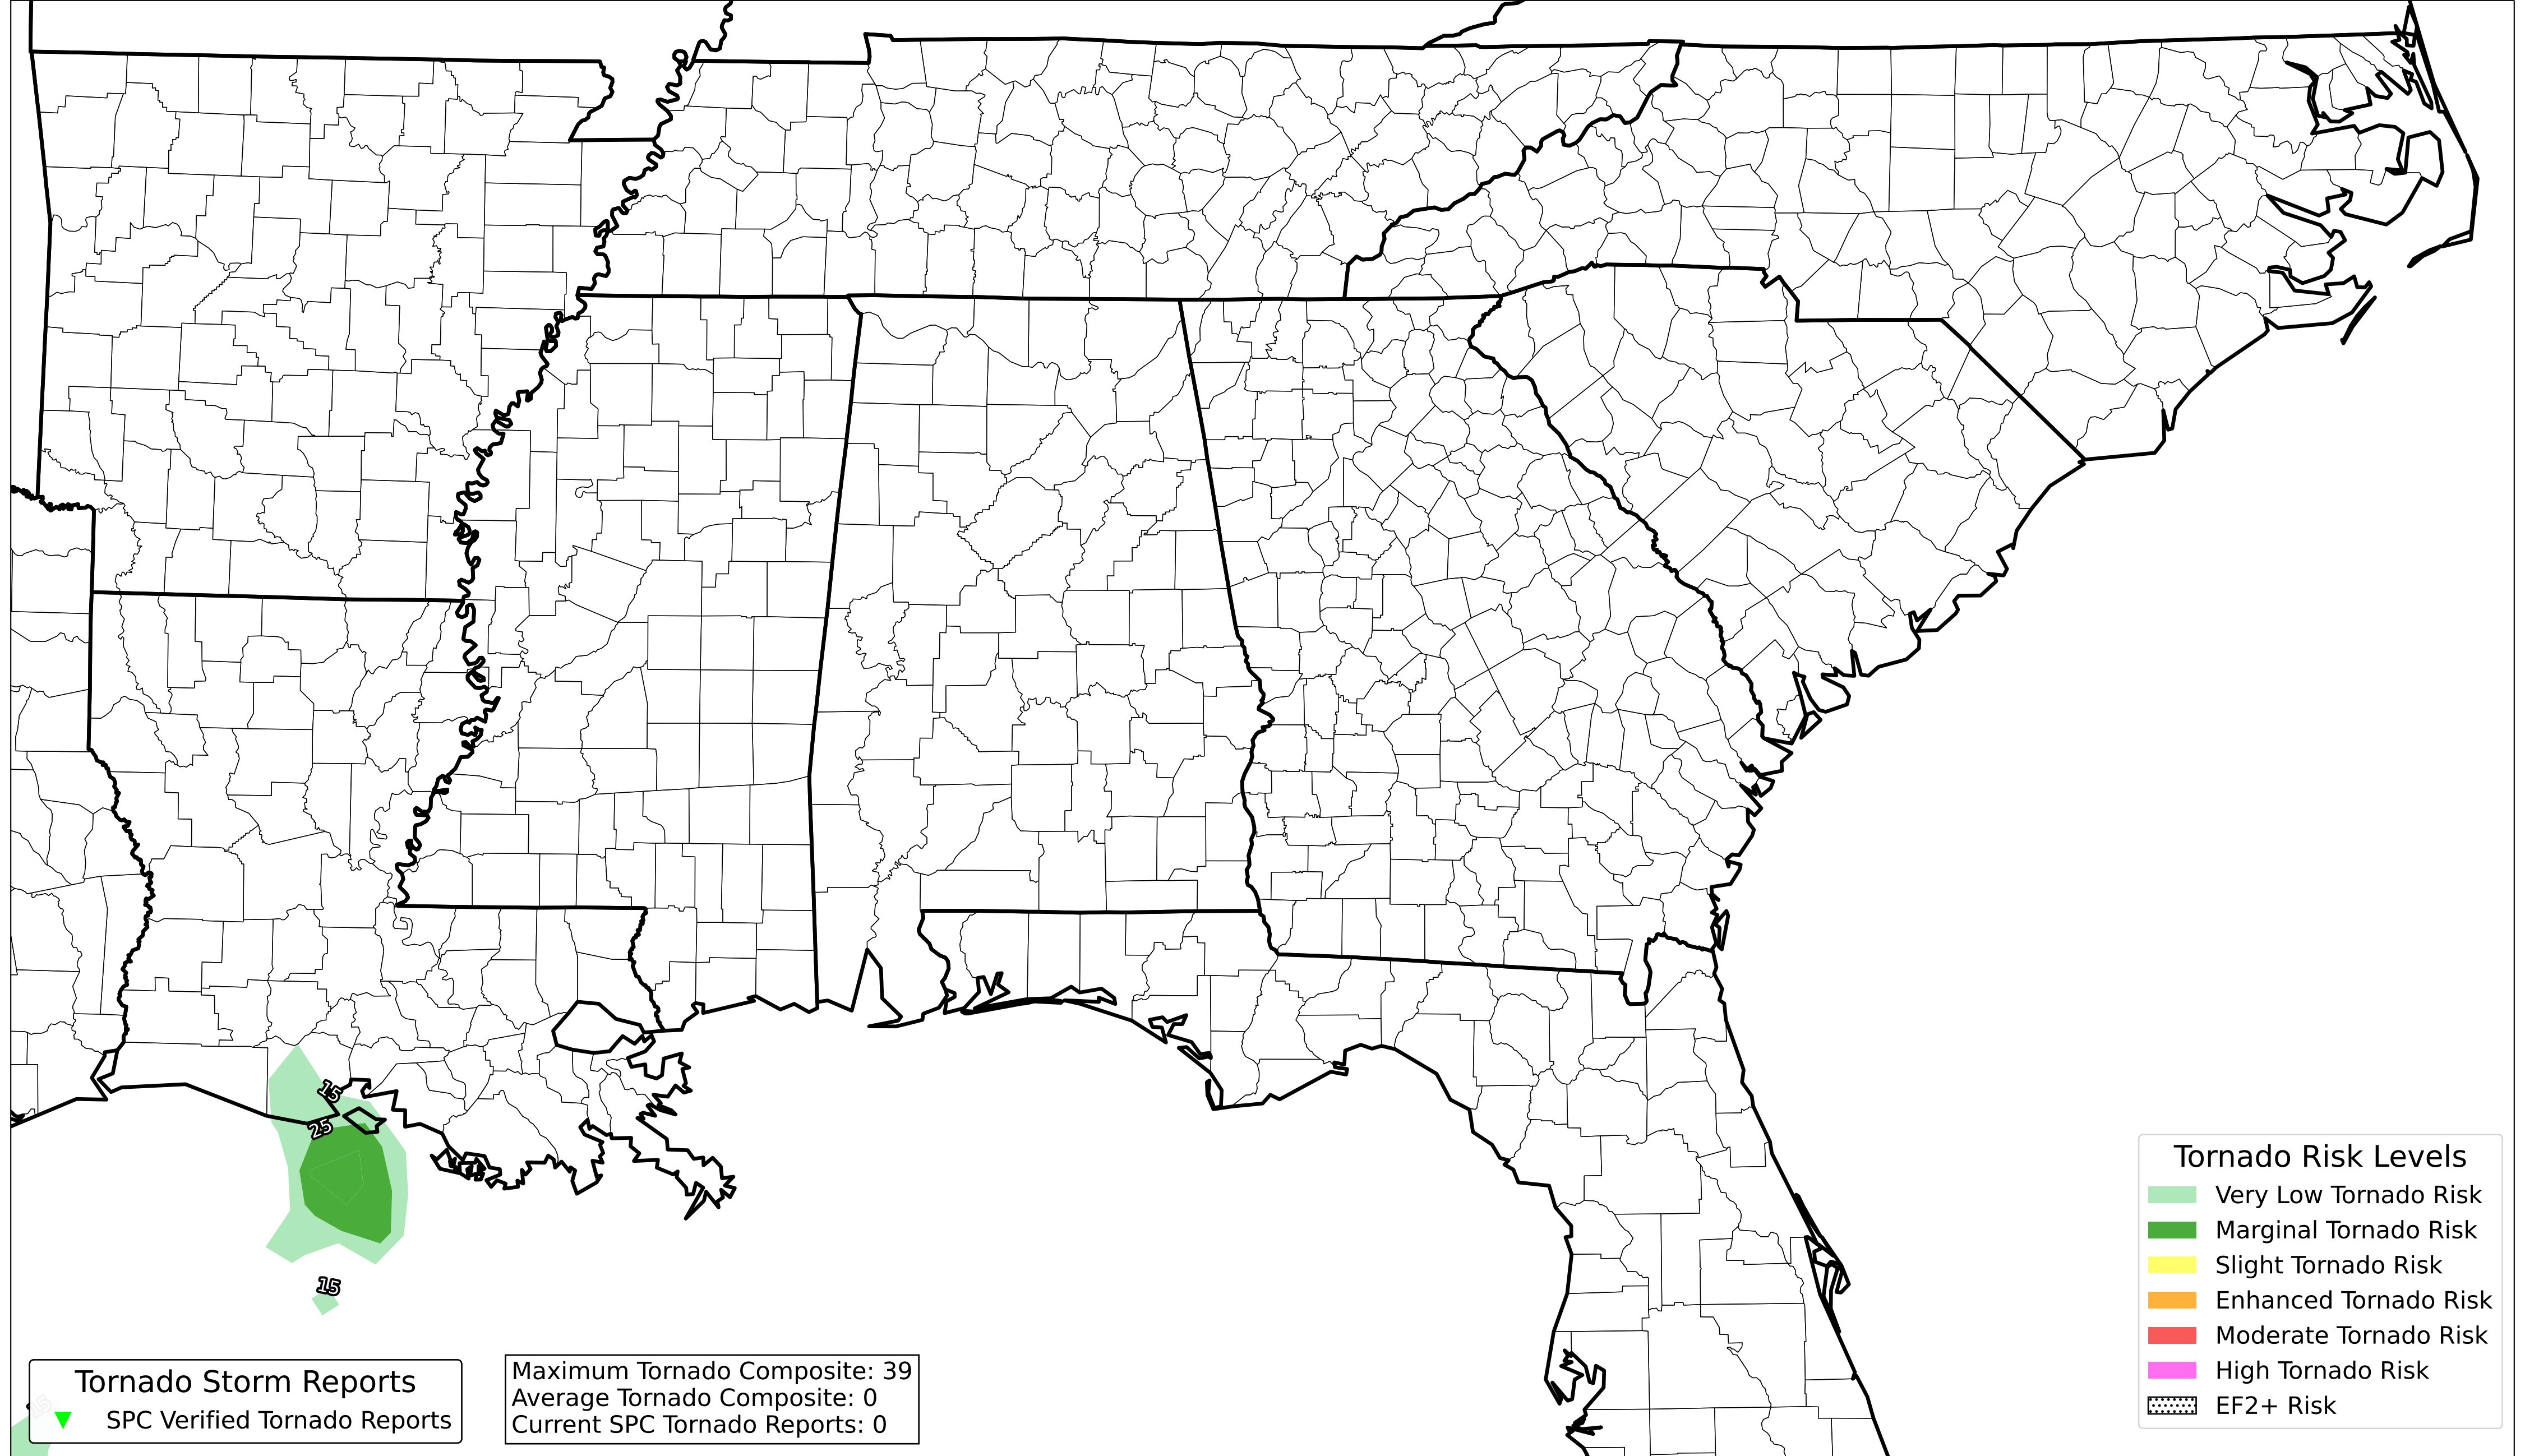 15
25
15
Tornado Risk Levels
Very Low Tornado Risk
Marginal Tornado Risk
Slight Tornado Risk
Enhanced Tornado Risk
Moderate Tornado Risk
High Tornado Risk
EF2+ Risk
Tornado Storm Reports
SPC Verified Tornado Reports
Maximum Tornado Composite: 39
Average Tornado Composite: 0
Current SPC Tornado Reports: 0